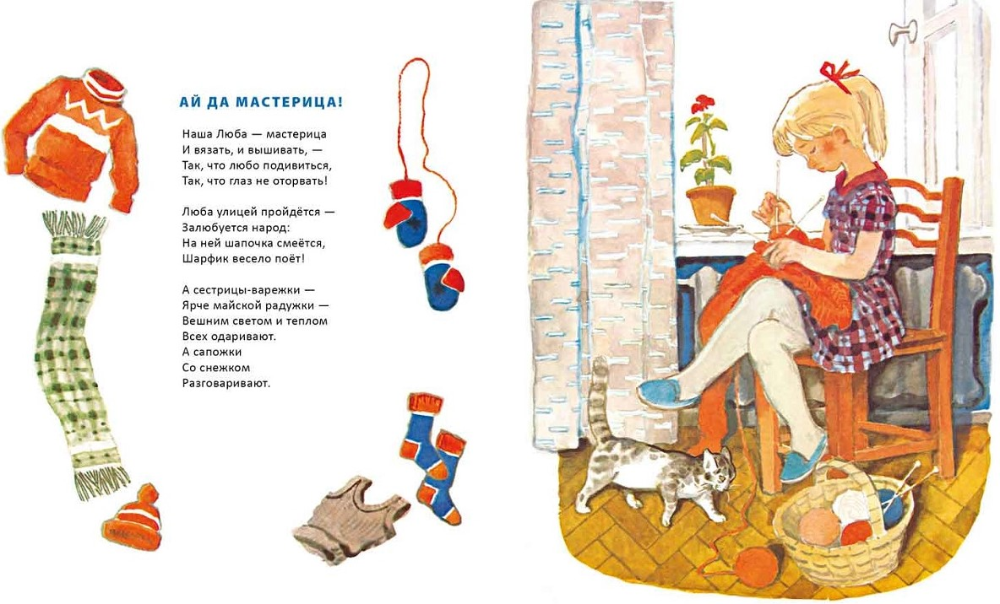 АЙ ДА МАСТЕРИЦА!
Наша Люба — мастерица
И вязать, и вышивать, —
Так, что любо подивиться,
Так, что глаз не оторвать!
Люба улицей пройдётся —
Залюбуется народ:
На ней шапочка смеётся,
Шарфик весело поёт!
А сестрицы-варежки —
Ярче майской радужки —
Вешним светом и теплом
Всех одаривают.
А сапожки
Со снежком
Разговаривают.